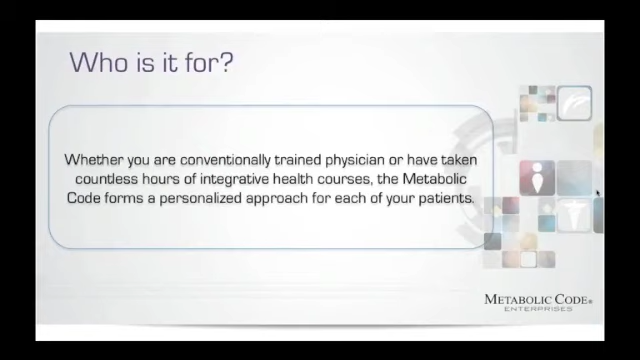 Who is it for?
Whether you are conventionally trained physician or have taken
countless hours of integrative health courses, the Metabolic
Code forms a personalized approach for each of your patients.
METABOLIC CODE®
ENTERPRISES